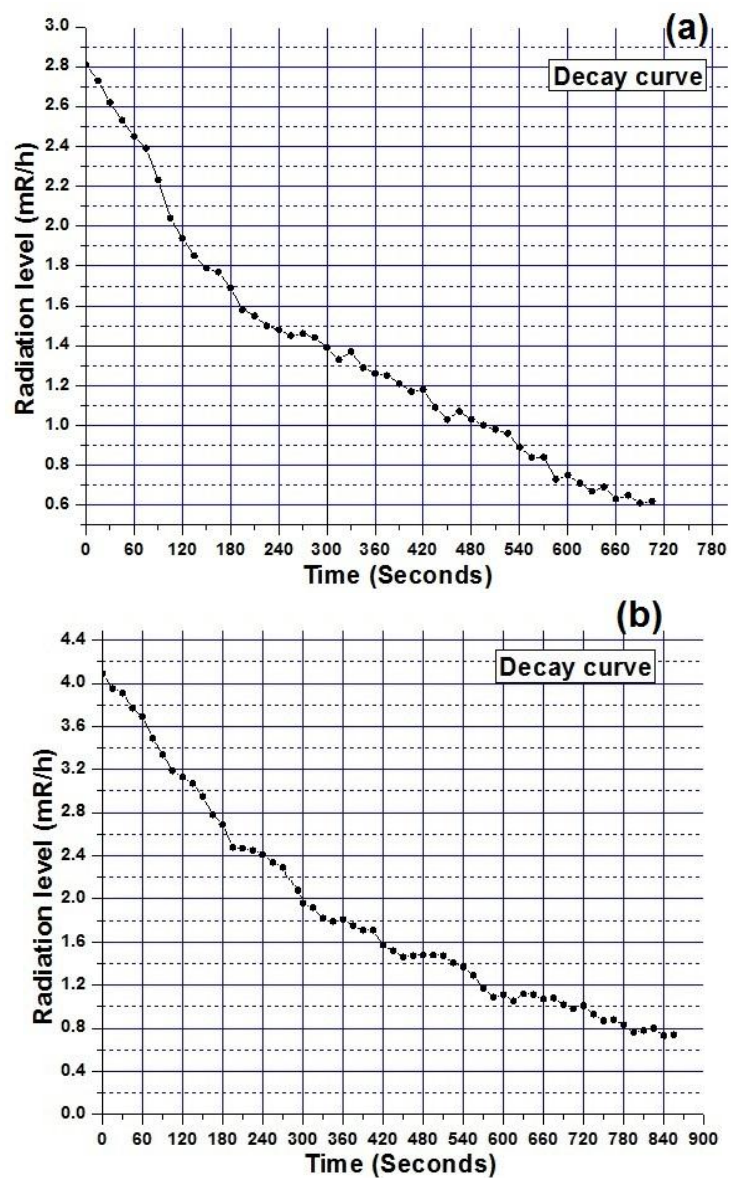 (a)
Decay curve
Radiation level (mR/h)
3.0
2.8
2.6
2.4
2.2
2.0
1.8
1.6
1.4
1.2
1.0
0.8
0.6
0 60 120 180 240 300 360 420 480 540 600 660 720 780
Time (Seconds)
(b)
Decay curve
Radiation level (mR/h)
4.4
4.0
3.6
3.2
2.8
2.4
2.0
1.6
1.2
0.8
0.4
0.0
0 60 120 180 240 300 360 420 480 540 600 660 720 780 840 900
Time (Seconds)